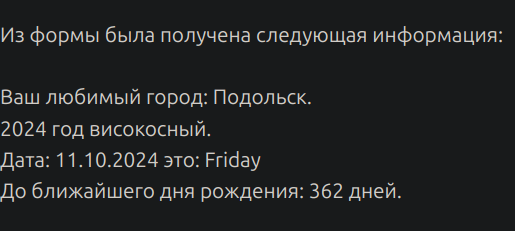 Из формы была получена следующая информация:
Ваш любимый город: Подольск.
2024 год високосный.
Дата: 11.10.2024 это: Friday
До ближайшего дня рождения: 362 дней.